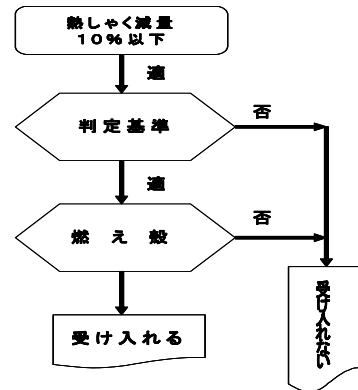 熱しゃく減量
10%以下
適
判定基準
否
適
燃え殻
否
受け入れる
受け入れない